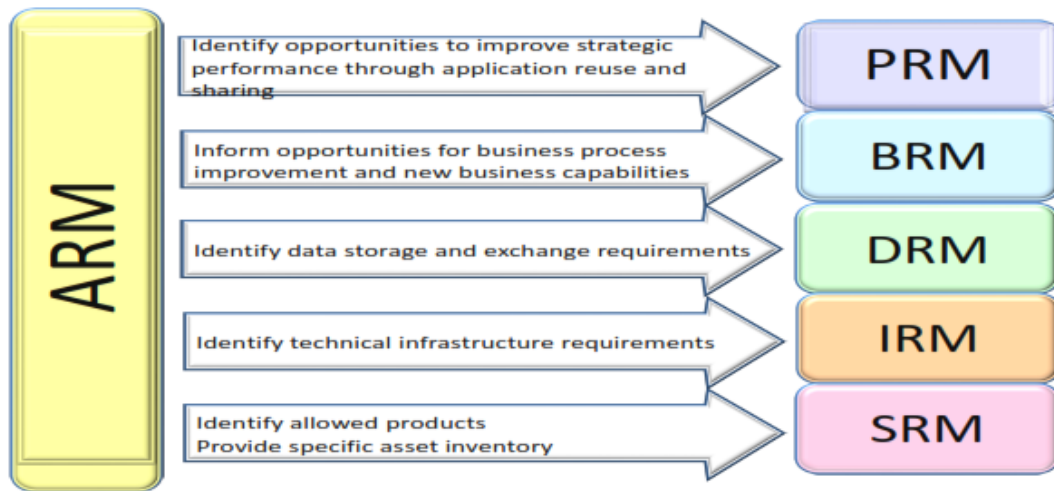 ARM
Identify opportunities to improve strategic
performance through application reuse and
sharing
PRM
Inform opportunities for business process
improvement and new business capabilities
BRM
Identify data storage and exchange requirements
DRM
Identify technical infrastructure requirements
IRM
Identify allowed products
Provide specific asset inventory
SRM